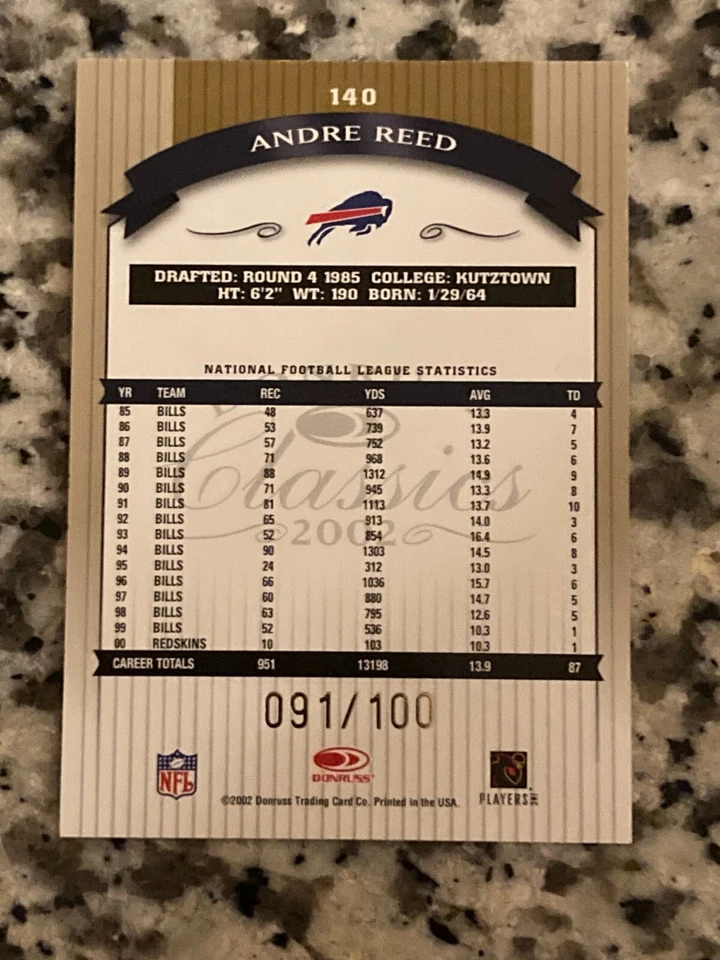 140
ANDRE REED
DRAFTED: ROUND 4 1985 COLLEGE: KUTZTOWN
HT: 6'2" WT: 190 BORN: 1/29/64
NATIONAL FOOTBALL LEAGUE STATISTICS
YR TEAM REC YDS AVG TD
85 BILLS 48 637 13.3 4
86 BILLS 53 739 13.9 7
87 BILLS 57 752 13.2 5
88 BILLS 71 968 13.6 6
89 BILLS 88 1312 14.9 9
90 BILLS 71 945 13.3 8
91 BILLS 81 1113 13.7 10
92 BILLS 65 913 14.0 3
93 BILLS 52 854 16.4 6
94 BILLS 90 1303 14.5 8
95 BILLS 24 312 13.0 3
96 BILLS 66 1036 15.7 6
97 BILLS 60 880 14.7 5
98 BILLS 63 795 12.6 5
99 BILLS 52 536 10.3 1
00 REDSKINS 10 103 10.3 1
CAREER TOTALS 951 13198 13.9 87
Classics
2002
091/100
NFL
DONRUSS
PLAYERS INC
©2002 Donruss Trading Card Co. Printed in the USA.